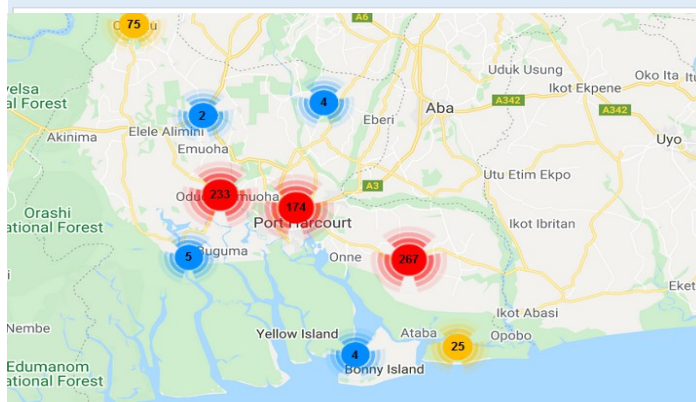 75
A6
Uduk Usung
Oko Ita
Ikot Ekpene
4
A342
A342
2
Aba
Eberi
Elele Alimini
Akinima
Uyo
Emuoha
A3
Utu Etim Ekpo
233
174
Orashi
ational Forest
Port Harcourt
Ikot Ibritan
5
Buguma
Onne
267
Eket
Ikot Abasi
Nembe
Yellow Island
Ataba
Opobo
25
4
Bonny Island
Edumanom
ational Forest